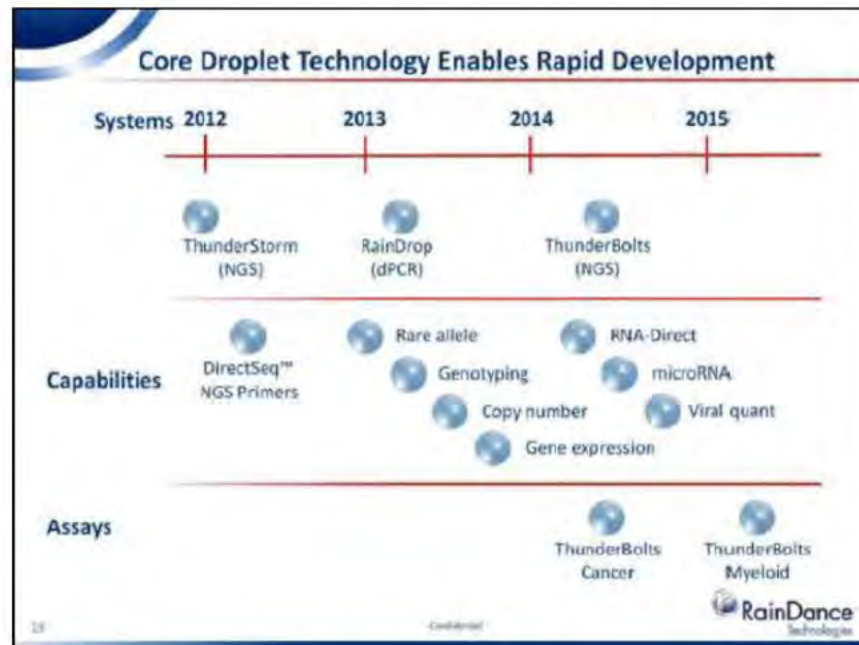 Core Droplet Technology Enables Rapid Development
Systems 2012 2013 2014 2015
ThunderStorm
(NGS)
RainDrop
(dPCR)
ThunderBolts
(NGS)
Capabilities
DirectSeq™
NGS Primers
Rare allele
Genotyping
Copy number
Gene expression
RNA-Direct
microRNA
Viral quant
Assays
ThunderBolts
Cancer
ThunderBolts
Myeloid
Confidential
RainDance
Technologies